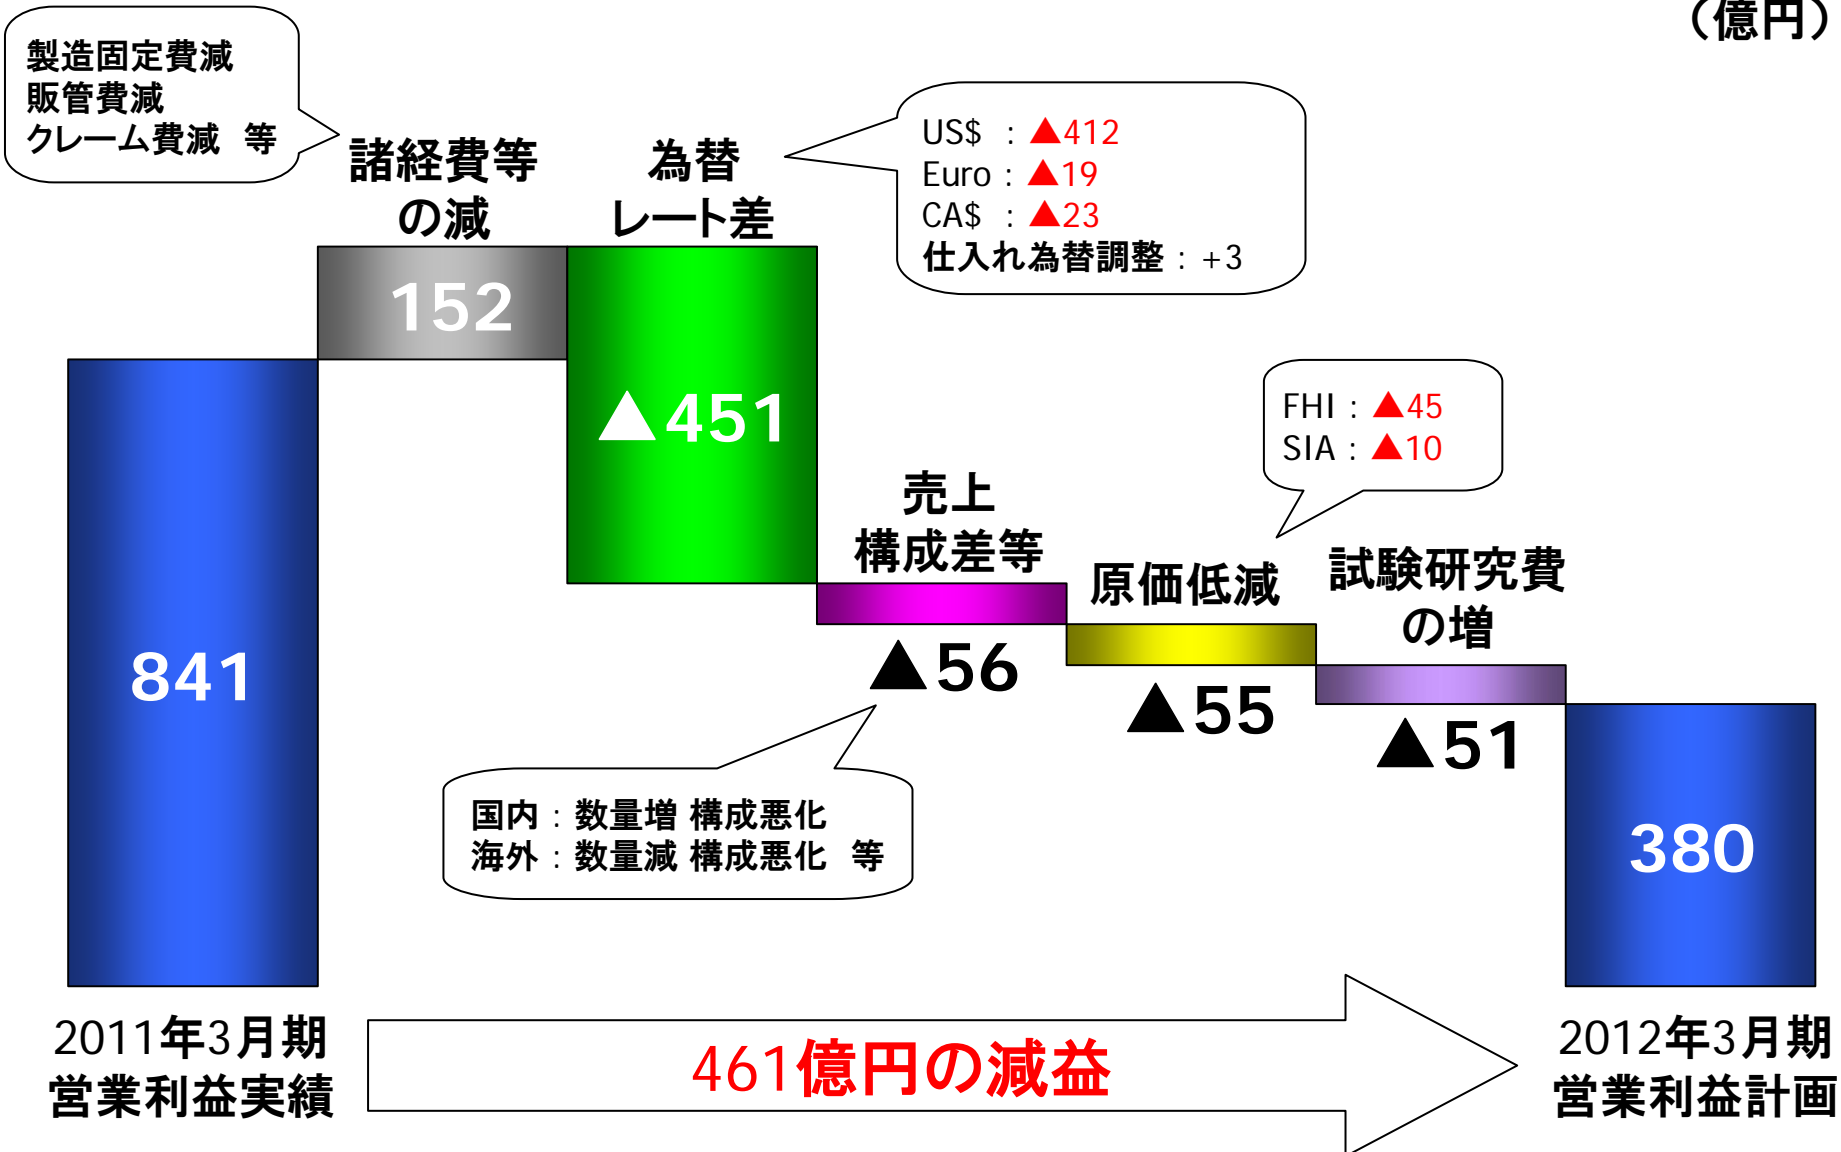 （億円）
製造固定費減
販管費減
クレーム費減 等
諸経費等
の減
為替
レート差
US$ : ▲412
Euro : ▲19
CA$ : ▲23
仕入れ為替調整 : +3
152
▲451
841
FHI : ▲45
SIA : ▲10
売上
構成差等
原価低減
試験研究費
の増
▲56
▲55
▲51
国内 : 数量増 構成悪化
海外 : 数量減 構成悪化 等
380
2011年3月期
営業利益実績
461億円の減益
2012年3月期
営業利益計画